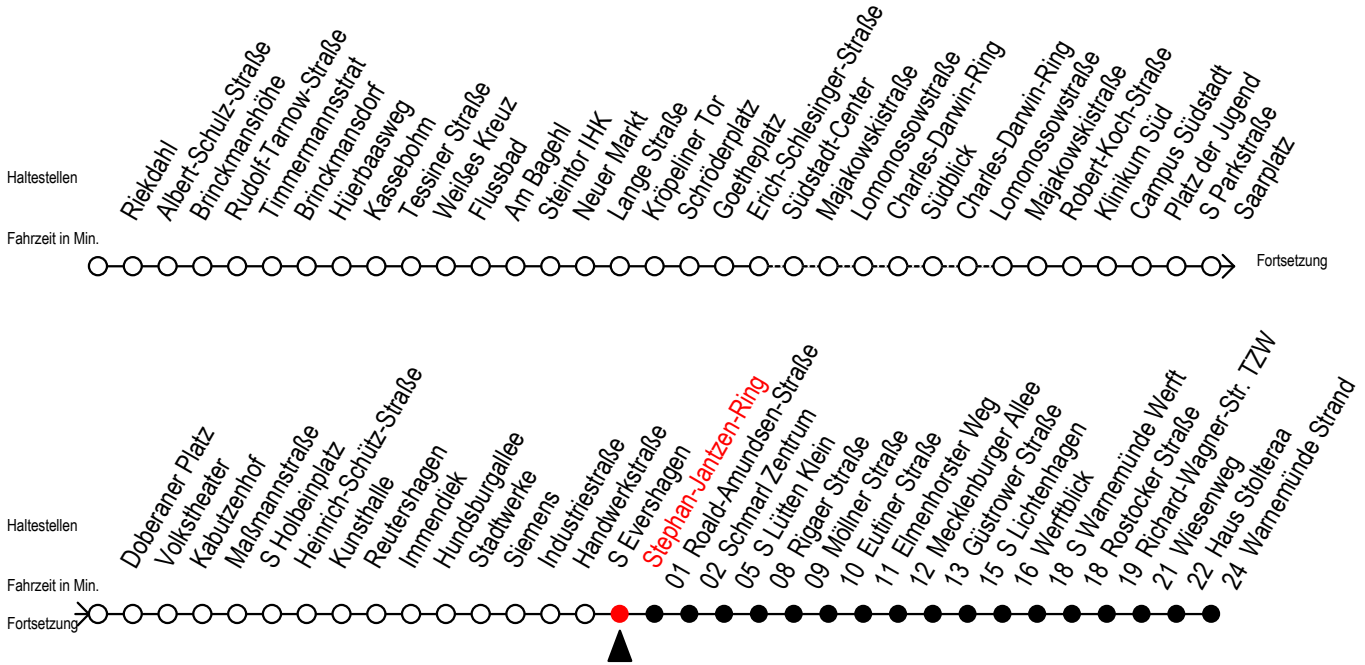 Haltestellen
Riekdahl
Albert-Schulz-Straße
Brinckmanshöhe
Rudolf-Tarnow-Straße
Timmermannsstrat
Brinckmansdorf
Hüerbaasweg
Kassebohm
Tessiner Straße
Weißes Kreuz
Flussbad
Am Bagehl
Steintor IHK
Neuer Markt
Lange Straße
Kröpeliner Tor
Schröderplatz
Goetheplatz
Erich-Schlesinger-Straße
Südstadt-Center
Majakowskistraße
Lomonossowstraße
Charles-Darwin-Ring
Südblick
Charles-Darwin-Ring
Lomonossowstraße
Majakowskistraße
Robert-Koch-Straße
Klinikum Süd
Campus Südstadt
Platz der Jugend
S Parkstraße
Saarplatz
Fahrzeit in Min.
Fortsetzung
Haltestellen
Doberaner Platz
Volkstheater
Kabutzenhof
Maßmannstraße
S Holbeinplatz
Heinrich-Schütz-Straße
Kunsthalle
Reutershagen
Immendiek
Hundsburgallee
Stadtwerke
Siemens
Industriestraße
Handwerkstraße
S Evershagen
Stephan-Jantzen-Ring
01 Roald-Amundsen-Straße
02 Schmarl Zentrum
05 S Lütten Klein
08 Rigaer Straße
09 Möllner Straße
10 Eutiner Straße
11 Elmenhorster Weg
12 Mecklenburger Allee
13 Güstrower Straße
15 S Lichtenhagen
16 Werftblick
18 S Warnemünde Werft
18 Rostocker Straße
19 Richard-Wagner-Str. TZW
21 Wiesenweg
22 Haus Stolteraa
24 Warnemünde Strand
Fahrzeit in Min.
Fortsetzung